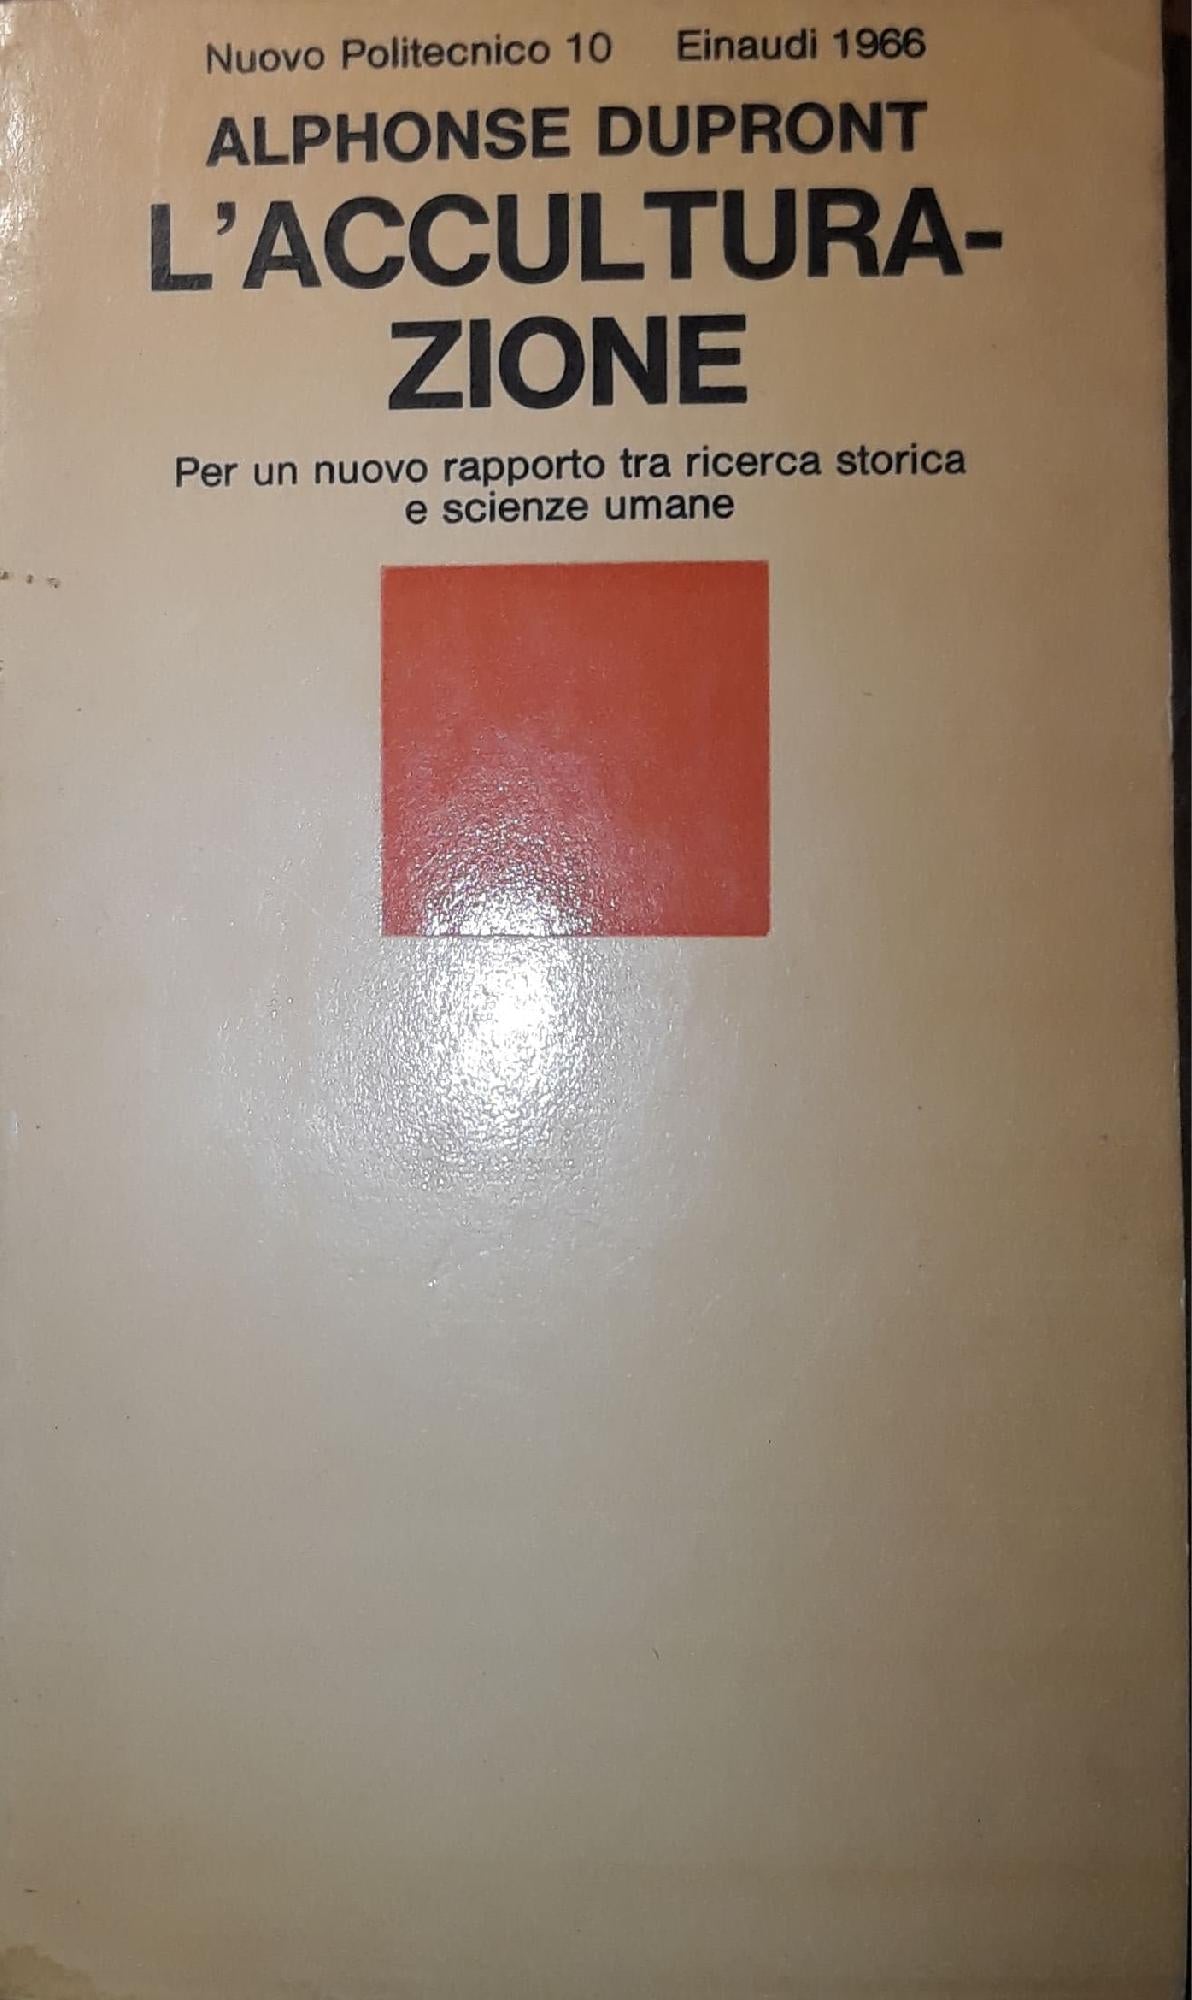 Nuovo Politecnico 10 Einaudi 1966
ALPHONSE DUPRONT
L'ACCULTURA-
ZIONE
Per un nuovo rapporto tra ricerca storica
e scienze umane